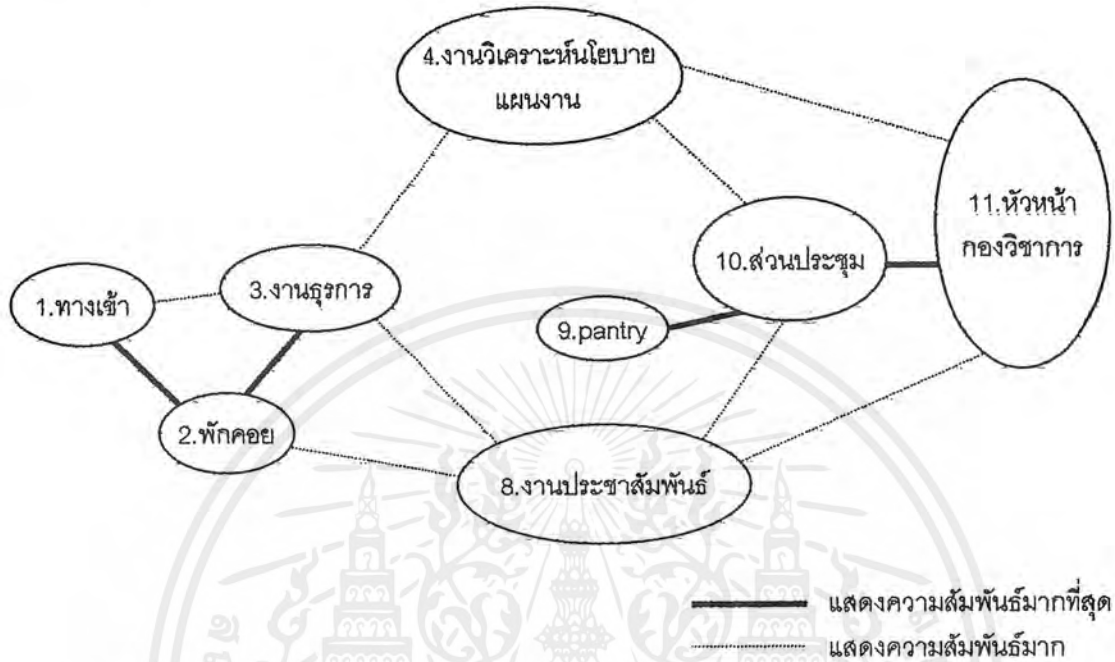 4.งานวิเคราะห์นโยบาย
แผนงาน
11.หัวหน้า
กองวิชาการ
10.ส่วนประชุม
3.งานธุรการ
1.ทางเข้า
9.pantry
2.พักคอย
8.งานประชาสัมพันธ์
แสดงความสัมพันธ์มากที่สุด
แสดงความสัมพันธ์มาก